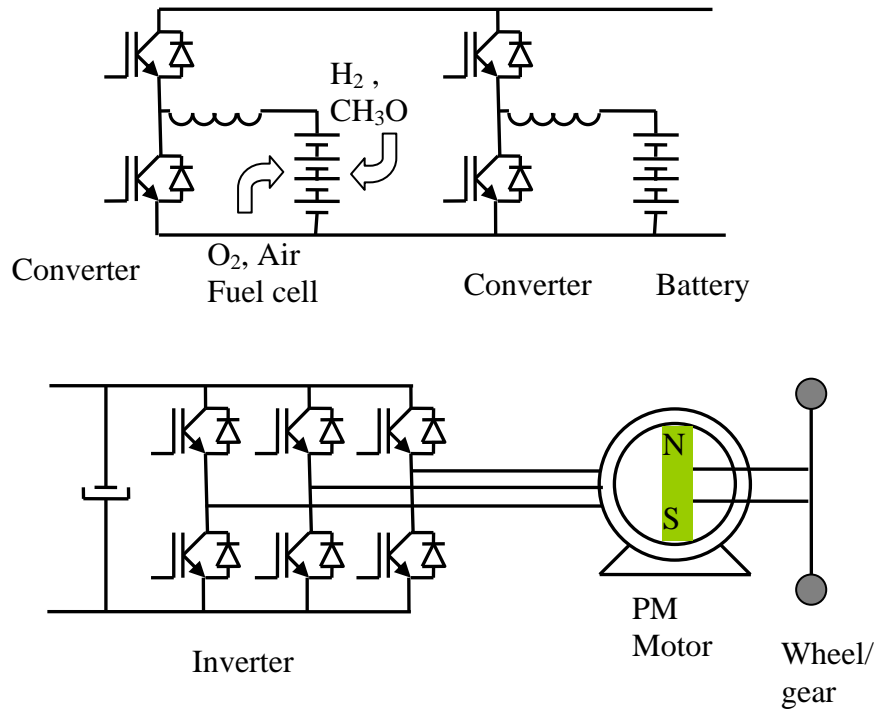 H₂ ,
CH₃O
O₂, Air
Fuel cell
Converter
Converter
Battery
N
S
PM
Motor
Inverter
Wheel/
gear